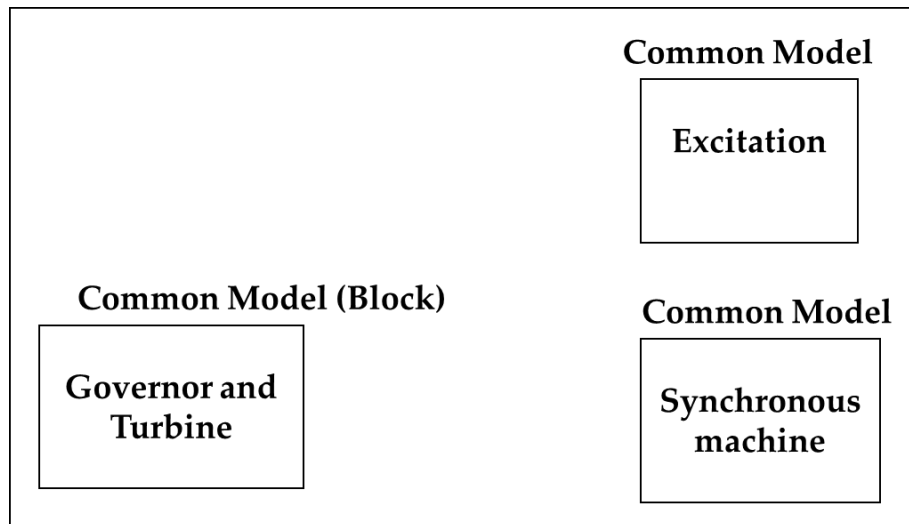 Common Model
Excitation
Common Model (Block)
Governor and
Turbine
Common Model
Synchronous
machine